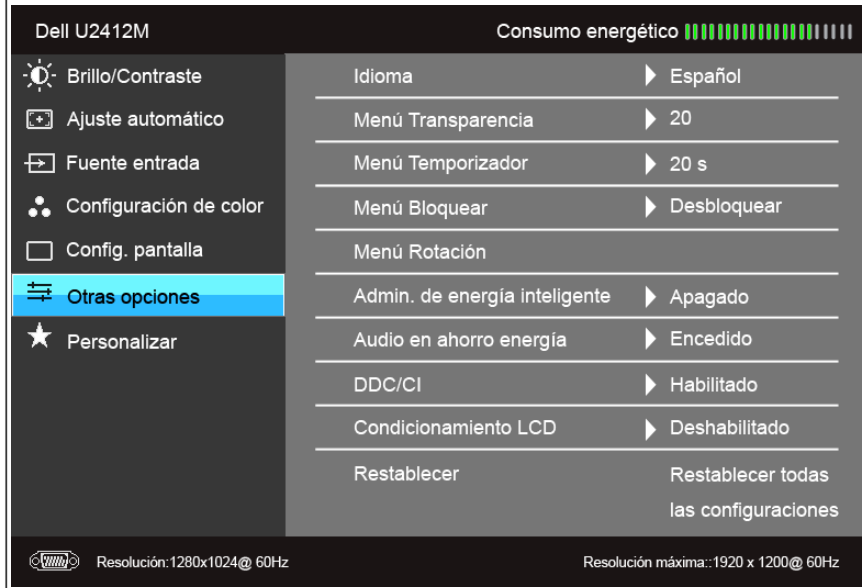 Dell U2412M Consumo energético
Brillo/Contraste
Ajuste automático
Fuente entrada
Configuración de color
Config. pantalla
Otras opciones
Personalizar
Idioma Español
Menú Transparencia 20
Menú Temporizador 20 s
Menú Bloquear Desbloquear
Menú Rotación
Admin. de energía inteligente Apagado
Audio en ahorro energía Encedido
DDC/CI Habilitado
Condicionamiento LCD Deshabilitado
Restablecer Restablecer todas
las configuraciones
Resolución:1280x1024@ 60Hz Resolución máxima::1920 x 1200@ 60Hz